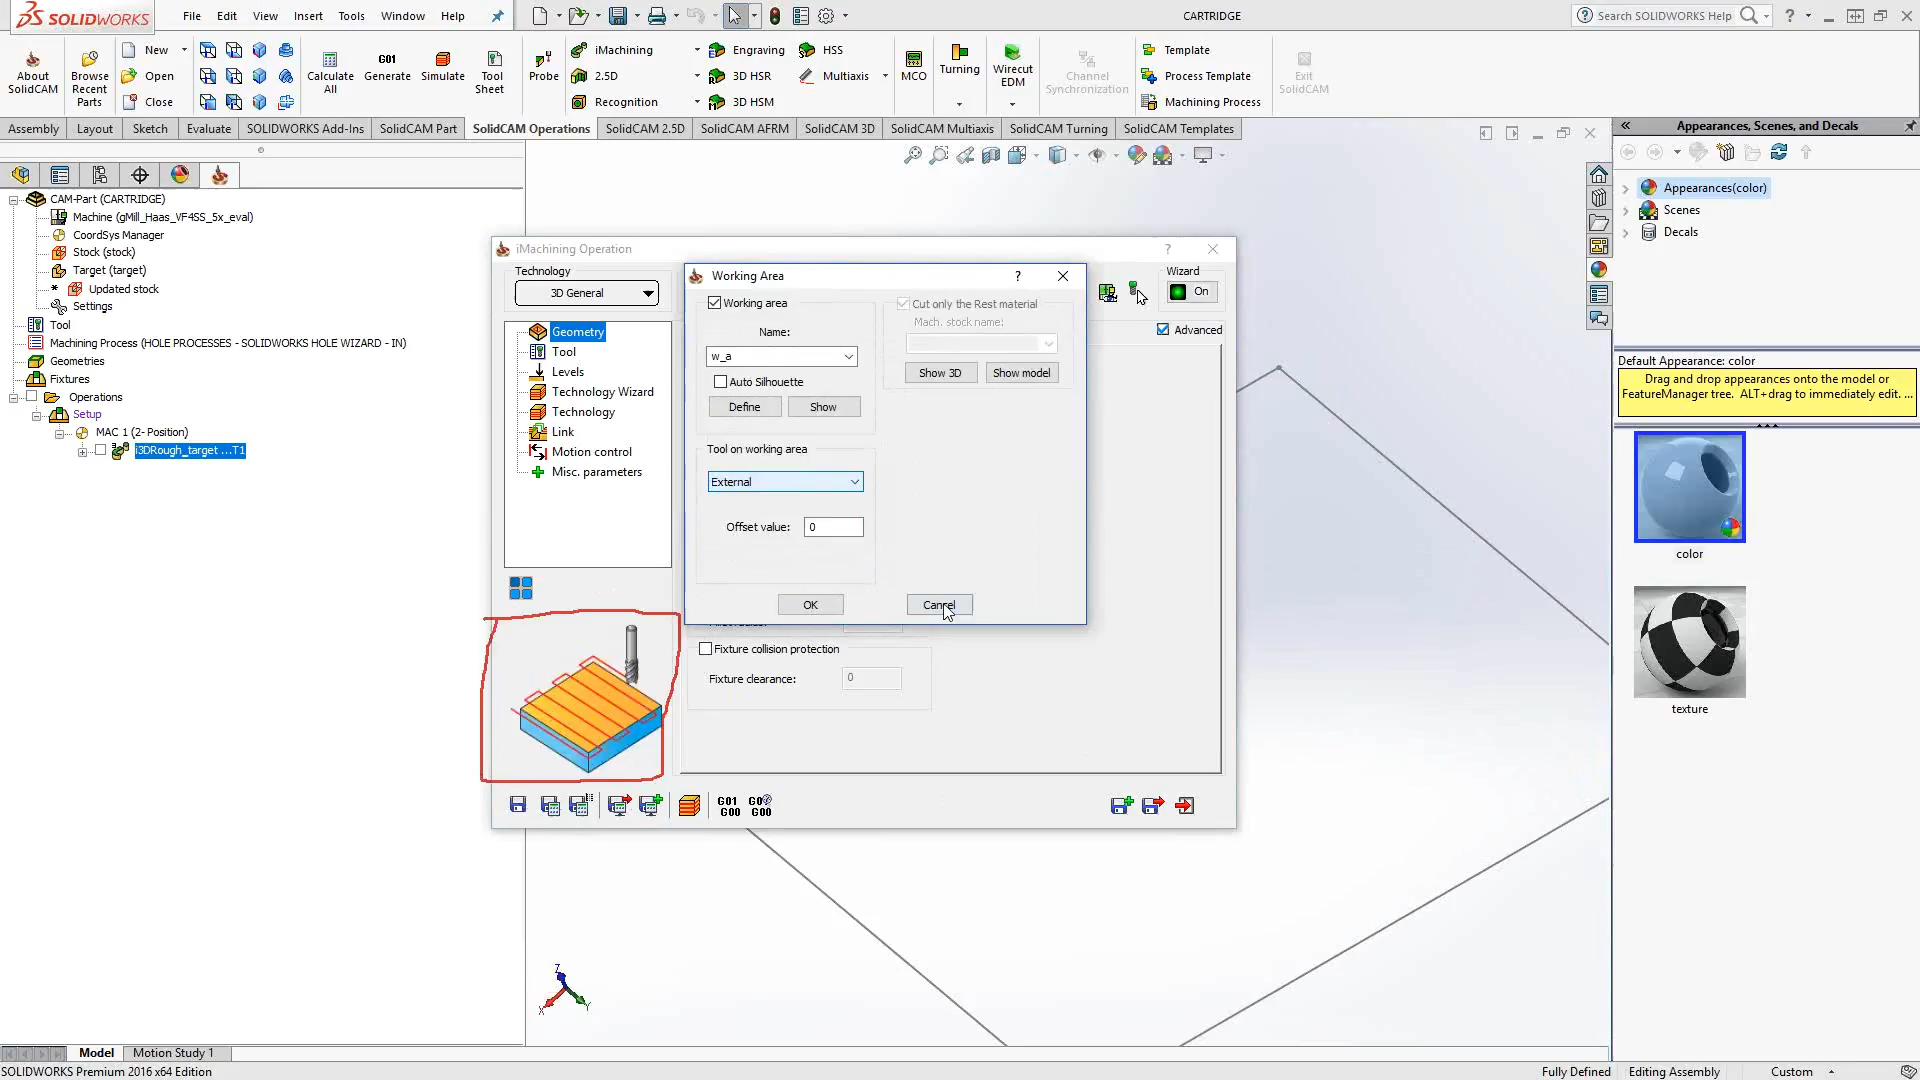 SOLIDWORKS
File Edit View Insert Tools Window Help
CARTRIDGE
Search SOLIDWORKS Help
About SolidCAM
Browse Recent Parts
New
Open
Close
Calculate All
G01
Generate
Simulate
Tool Sheet
Probe
iMachining
2.5D
Recognition
Engraving
3D HSR
3D HSM
HSS
Multiaxis
MCO
Turning
Wirecut EDM
Channel Synchronization
Template
Process Template
Machining Process
Exit SolidCAM
Assembly Layout Sketch Evaluate SOLIDWORKS Add-Ins SolidCAM Part SolidCAM Operations SolidCAM 2.5D SolidCAM AFRM SolidCAM 3D SolidCAM Multiaxis SolidCAM Turning SolidCAM Templates
CAM-Part (CARTRIDGE)
Machine (gMill_Haas_VF4SS_5x_eval)
CoordSys Manager
Stock (stock)
Target (target)
* Updated stock
Settings
Tool
Machining Process (HOLE PROCESSES - SOLIDWORKS HOLE WIZARD - IN)
Geometries
Fixtures
Operations
Setup
MAC 1 (2- Position)
i3DRough_target ...T1
iMachining Operation
?
Technology
3D General
Geometry
Tool
Levels
Technology Wizard
Technology
Link
Motion control
Misc. parameters
Wizard
On
Advanced
Working Area
?
Working area
Name:
w_a
Auto Silhouette
Define
Show
Cut only the Rest material
Mach. stock name:
Show 3D
Show model
Tool on working area
External
Offset value:
0
OK
Cancel
Fixture collision protection
Fixture clearance:
0
G01 G00
G00
Z
X
Y
Appearances, Scenes, and Decals
Appearances(color)
Scenes
Decals
Default Appearance: color
Drag and drop appearances onto the model or
FeatureManager tree. ALT+drag to immediately edit. ...
color
texture
Model
Motion Study 1
SOLIDWORKS Premium 2016 x64 Edition
Fully Defined
Editing Assembly
Custom